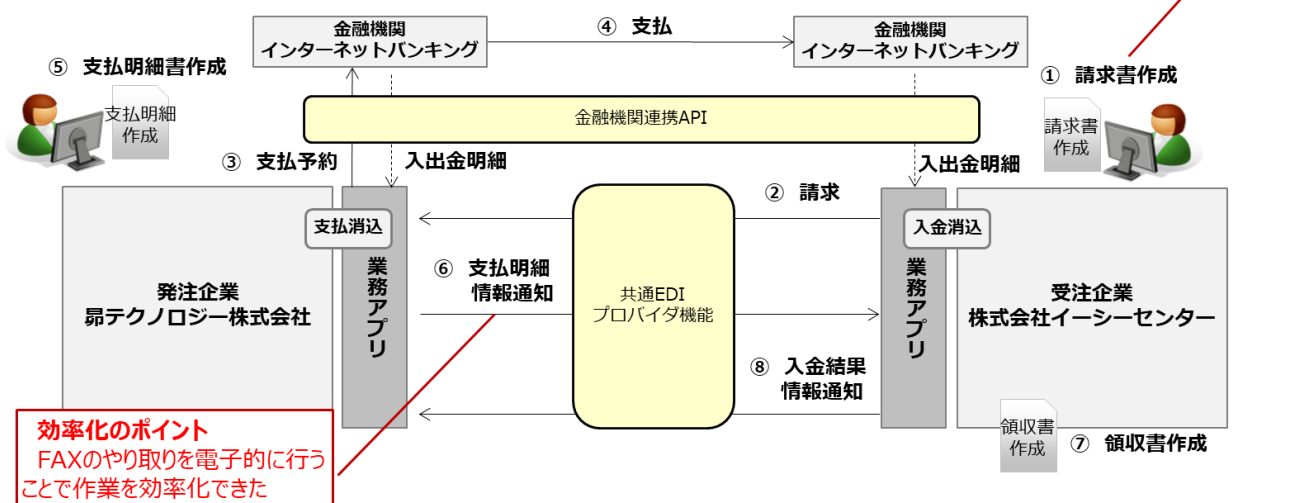 金融機関
インターネットバンキング
④ 支払
金融機関
インターネットバンキング
⑤ 支払明細書作成
① 請求書作成
支払明細
作成
請求書
作成
金融機関連携API
③ 支払予約
入出金明細
入出金明細
② 請求
支払消込
入金消込
発注企業
昴テクノロジー株式会社
業務アプリ
⑥ 支払明細
情報通知
共通EDI
プロバイダ機能
業務アプリ
受注企業
株式会社イーシーセンター
⑧ 入金結果
情報通知
効率化のポイント
FAXのやり取りを電子的に行う
ことで作業を効率化できた
領収書
作成
⑦ 領収書作成